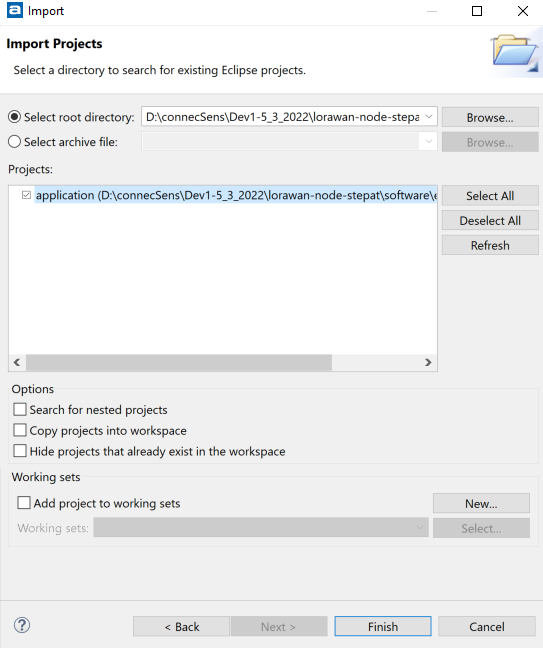 Import
Import Projects
Select a directory to search for existing Eclipse projects.
Select root directory: D:\connecSens\Dev1-5_3_2022\lorawan-node-stepa Browse...
Select archive file: Browse...
Projects:
application (D:\connecSens\Dev1-5_3_2022\lorawan-node-stepat\software\e
Select All
Deselect All
Refresh
Options
Search for nested projects
Copy projects into workspace
Hide projects that already exist in the workspace
Working sets
Add project to working sets New...
Working sets: Select...
? < Back Next > Finish Cancel